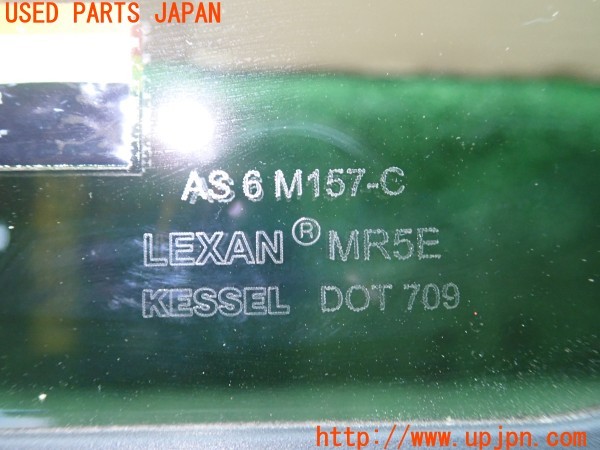 USED PARTS JAPAN
AS 6 M157-C
LEXAN® MR5E
KESSEL DOT 709
http://www.upjpn.com